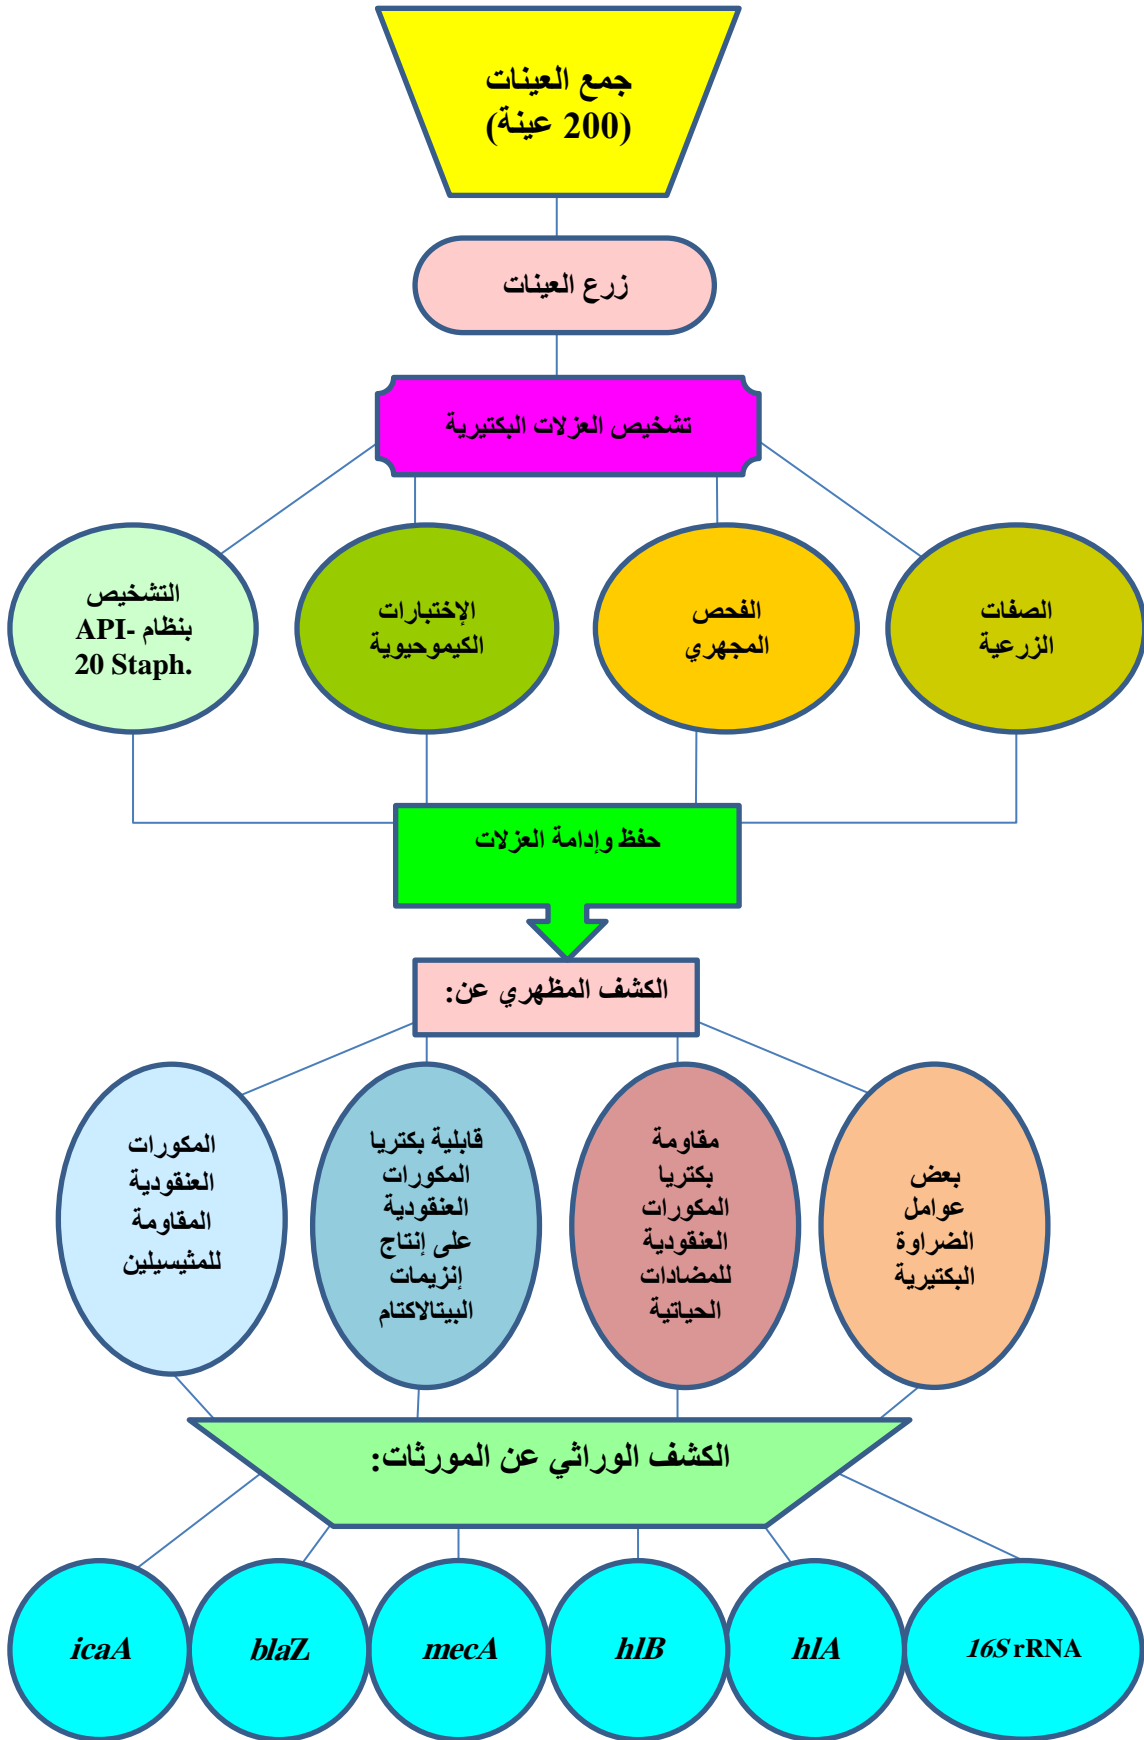 جمع العينات
(200 عينة)
زرع العينات
تشخيص العزلات البكتيرية
الصفات
الزرعية
الفحص
المجهري
الإختبارات
الكيموحيوية
التشخيص
بنظام API-
20 Staph.
حفظ وإدامة العزلات
الكشف المظهري عن:
بعض
عوامل
الضراوة
البكتيرية
مقاومة
بكتريا
المكورات
العنقودية
للمضادات
الحياتية
قابلية بكتريا
المكورات
العنقودية
على إنتاج
إنزيمات
البيتالاكتام
المكورات
العنقودية
المقاومة
للمثيسيلين
الكشف الوراثي عن المورثات:
16S rRNA
hlA
hlB
mecA
blaZ
icaA